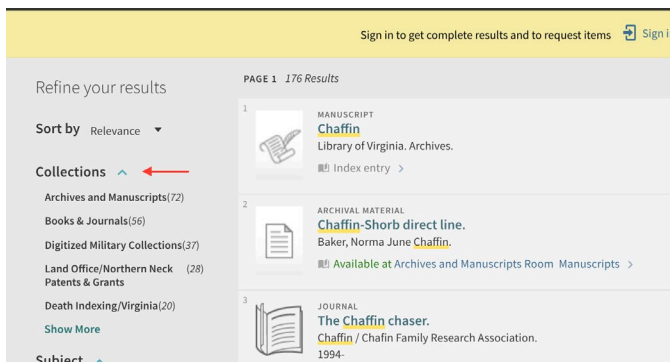 Sign in to get complete results and to request items Sign i
Refine your results
Sort by Relevance
Collections
Archives and Manuscripts(72)
Books & Journals(56)
Digitized Military Collections(37)
Land Office/Northern Neck (28)
Patents & Grants
Death Indexing/Virginia(20)
Show More
Subject
PAGE 1 176 Results
1
MANUSCRIPT
Chaffin
Library of Virginia. Archives.
Index entry >
2
ARCHIVAL MATERIAL
Chaffin-Shorb direct line.
Baker, Norma June Chaffin.
Available at Archives and Manuscripts Room Manuscripts >
3
JOURNAL
The Chaffin chaser.
Chaffin / Chafin Family Research Association.
1994-